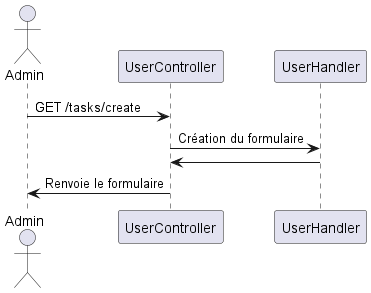 Admin
UserController
UserHandler
GET /tasks/create
Création du formulaire
Renvoie le formulaire
Admin
UserController
UserHandler